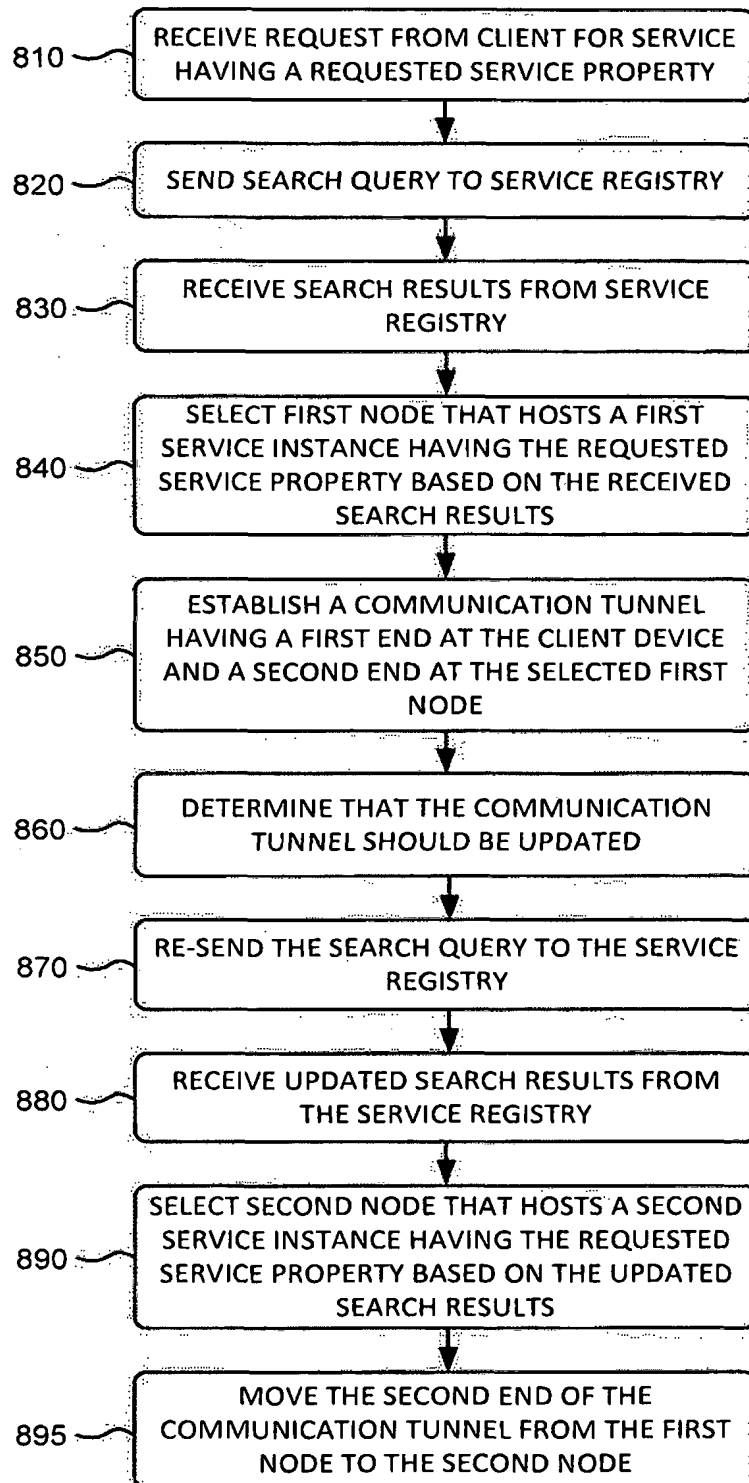 810
RECEIVE REQUEST FROM CLIENT FOR SERVICE
HAVING A REQUESTED SERVICE PROPERTY
820
SEND SEARCH QUERY TO SERVICE REGISTRY
830
RECEIVE SEARCH RESULTS FROM SERVICE
REGISTRY
840
SELECT FIRST NODE THAT HOSTS A FIRST
SERVICE INSTANCE HAVING THE REQUESTED
SERVICE PROPERTY BASED ON THE RECEIVED
SEARCH RESULTS
850
ESTABLISH A COMMUNICATION TUNNEL
HAVING A FIRST END AT THE CLIENT DEVICE
AND A SECOND END AT THE SELECTED FIRST
NODE
860
DETERMINE THAT THE COMMUNICATION
TUNNEL SHOULD BE UPDATED
870
RE-SEND THE SEARCH QUERY TO THE SERVICE
REGISTRY
880
RECEIVE UPDATED SEARCH RESULTS FROM
THE SERVICE REGISTRY
890
SELECT SECOND NODE THAT HOSTS A SECOND
SERVICE INSTANCE HAVING THE REQUESTED
SERVICE PROPERTY BASED ON THE UPDATED
SEARCH RESULTS
895
MOVE THE SECOND END OF THE
COMMUNICATION TUNNEL FROM THE FIRST
NODE TO THE SECOND NODE